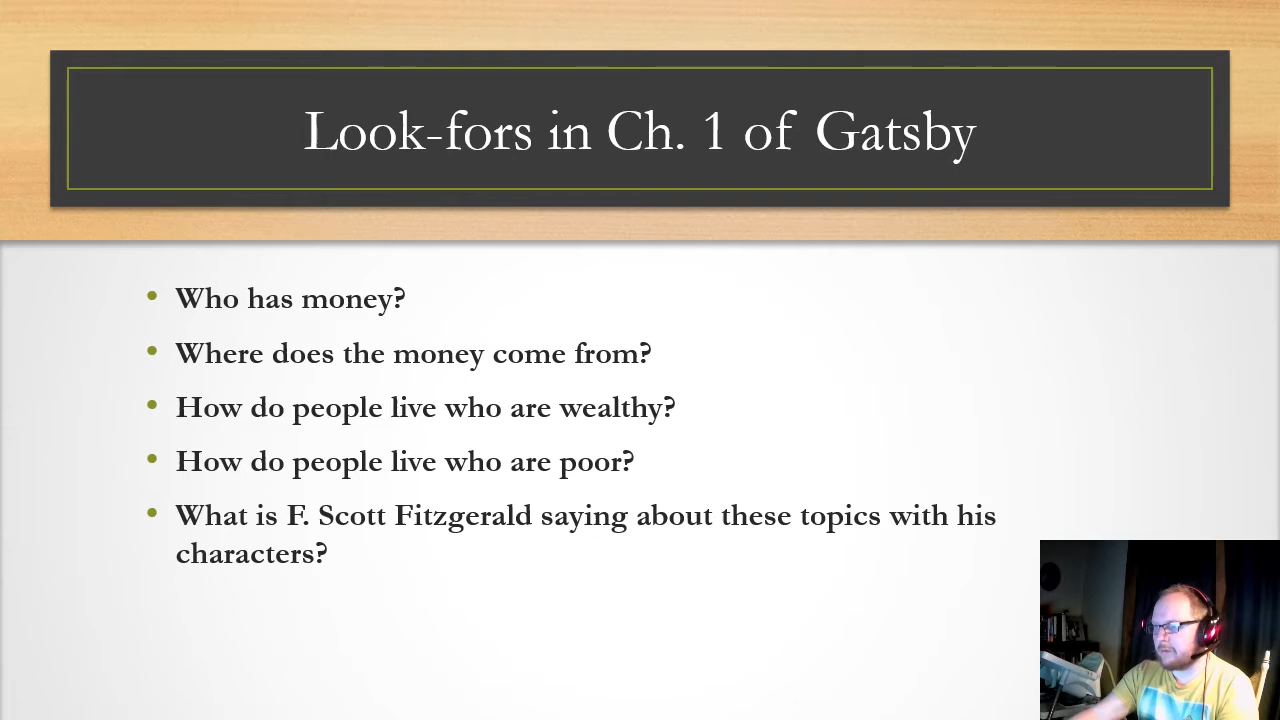 Look-fors in Ch. 1 of Gatsby
• Who has money?
• Where does the money come from?
• How do people live who are wealthy?
• How do people live who are poor?
• What is F. Scott Fitzgerald saying about these topics with his
characters?